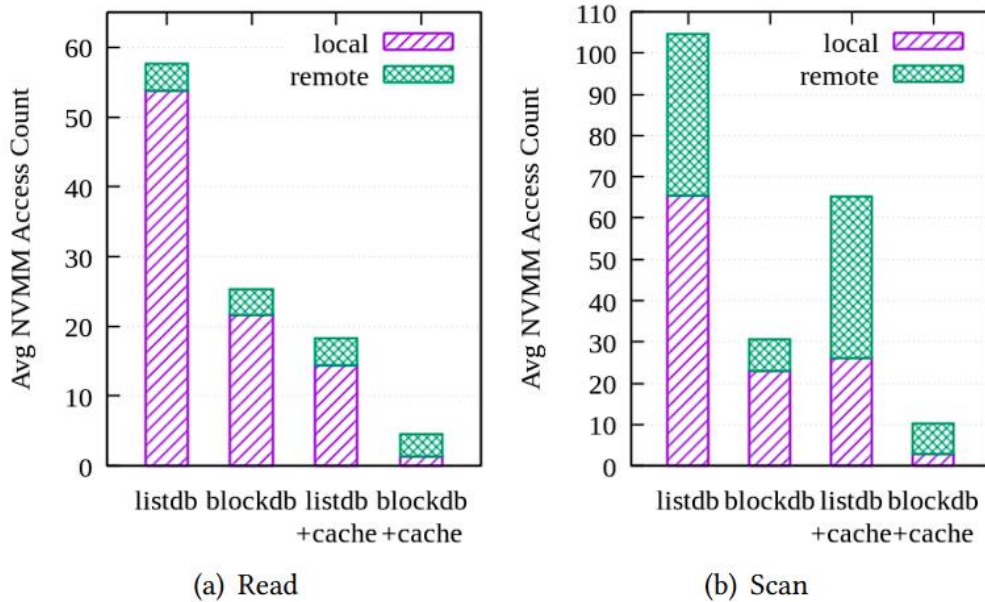 Avg NVMM Access Count
60
50
40
30
20
10
0
local
remote
listdb blockdb listdb blockdb
+cache +cache
(a) Read
Avg NVMM Access Count
110
100
90
80
70
60
50
40
30
20
10
0
local
remote
listdb blockdb listdb blockdb
+cache+cache
(b) Scan